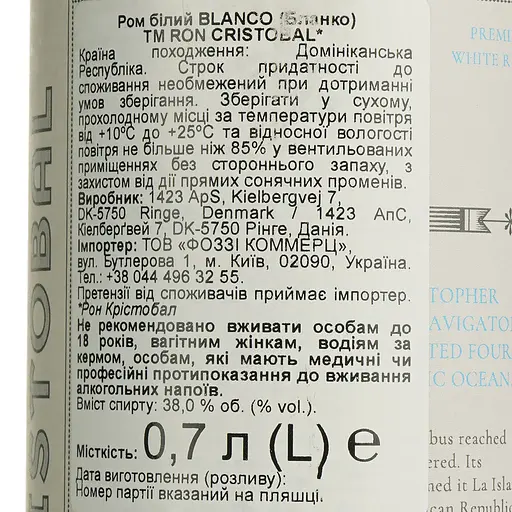 Ром білий BLANCO (Бланко)
TM RON CRISTOBAL*
Країна походження: Домініканська
Республіка. Строк придатності до
споживання необмежений при дотриманні
умов зберігання. Зберігати у сухому,
прохолодному місці за температури повітря
від +10°C до +25°C та відносної вологості
повітря не більше ніж 85% у вентильованих
приміщеннях без стороннього запаху, з
захистом від дії прямих сонячних променів.
Виробник: 1423 ApS, Kielbergvej 7,
DK-5750 Ringe, Denmark / 1423 АпС,
Кіелберґвей 7, DK-5750 Рінге, Данія.
Імпортер: ТОВ «ФОЗЗІ КОММЕРЦ»,
вул. Бутлерова 1, м. Київ, 02090, Україна.
Тел.: +38 044 496 32 55.
Претензії від споживачів приймає імпортер.
*Рон Крістобал
Не рекомендовано вживати особам до
18 років, вагітним жінкам, водіям за
кермом, особам, які мають медичні чи
професійні протипоказання до вживання
алкогольних напоїв.
Вміст спирту: 38,0 % об. (% vol.).
Місткість: 0,7 л (L) e
Дата виготовлення (розливу):
Номер партії вказаний на пляшці.
ISTOBAL
PREMI
WHITE R
TOPHER
AVIGATO
TED FOUR
IC OCEAN
bus reached
ered. Its
ned it La Isla
can Republi